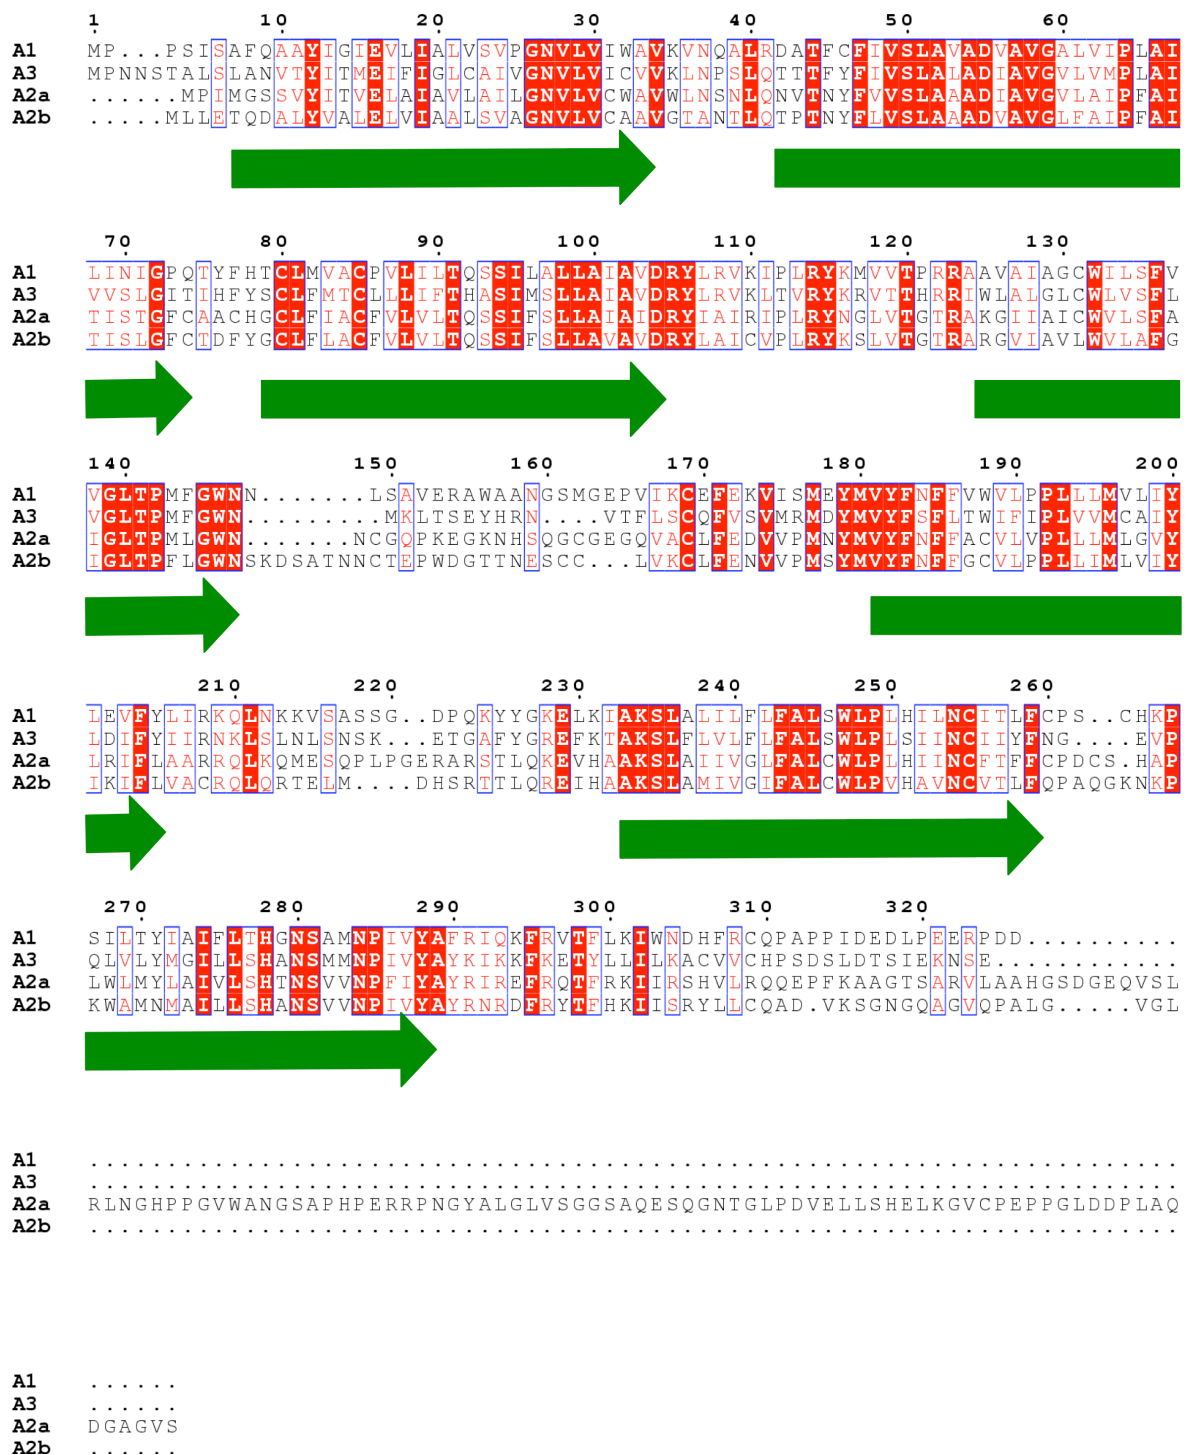 1 10 20 30 40 50 60
A1 MP...PSISAFQAAYIGIEVLIALVSVPGNVLVIWAVKVNQALRDATFCFIVSLAVADVAVGALVIPLAI
A3 MPNNSTALSLANVTYITMEIFIGLCAIVGNVLVICVVKLNPSLQTTTFYFIVSLALADIAVGVLVMPLAI
A2a ......MPIMGSSVYITVELAIAVLAILGNVLVCWAVWLNSNLQNVTNYFVVSLAAADIAVGVLAIPFAI
A2b .....MLLETQDALYVALELVIAALSVAGNVLVCAAVGTANTLQTPTNYFLVSLAAADVAVGLFAIPFAI
70 80 90 100 110 120 130
A1 LINIGPQTYFHTCLMVACPVLILTQSSILALLAIAVDRYLRVKIPLRYKMVVTPRRAAVAIAGCWILSFV
A3 VVSLGITIHFYSCLFMTCLLLIFTHASIMSLLAIAVDRYLRVKLTVRYKRVTTHRRIWLALGLCWLVSFL
A2a TISTGFCAACHGCLFIACFVLVLTQSSIFSLLAIAIDRYIAIRIPLRYNGLVTGTRAKGIIAICWVLSFA
A2b TISLGFCTDFYGCLFLACFVLVLTQSSIFSLLAVAVDRYLAICVPLRYKSLVTGTRARGVIAVLWVLAFG
140 150 160 170 180 190 200
A1 VGLTPMFGWNN.......LSAVERAWAANGSMGEPVIKCEFEKVISMEYMVYFNFFVWVLPPLLLMVLIY
A3 VGLTPMFGWN.........MKLTSEYHRN....VTFLSCQFVSVMRMDYMVYFSFLTWIFIPLVVMCAIY
A2a IGLTPMLGWN.......NCGQPKEGKNHSQGCGEGQVACLFEDVVPMNYMVYFNFFACVLVPLLLMLGVY
A2b IGLTPFLGWNSKDSATNNCTEPWDGTTNESCC...LVKCLFENVVPMSYMVYFNFFGCVLPPLLIMLVIY
210 220 230 240 250 260
A1 LEVFYLIRKQLNKKVSASSG..DPQKYYGKELKIAKSLALILFLFALSWLPLHILNCITLFCPS..CHKP
A3 LDIFYIIRNKLSLNLSNSK...ETGAFYGREFKTAKSLFLVLFLFALSWLPLSIINCIIYFNG....EVP
A2a LRIFLAARRQLKQMESQPLPGERARSTLQKEVHAAKSLAIIVGLFALCWLPLHIINCFTFFCPDCS.HAP
A2b IKIFLVACRQLQRTELM....DHSRTTLQREIHAAKSLAMIVGIFALCWLPVHAVNCVTLFQPAQGKNKP
270 280 290 300 310 320
A1 SILTYIAIFLTHGNSAMNPIVYAFRIQKFRVTFLKIWNDHFRCQPAPPIDEDLPEERPDD..........
A3 QLVLYMGILLSHANSMMNPIVYAYKIKKFKETYLLILKACVVCHPSDSLDTSIEKNSE............
A2a LWLMYLAIVLSHTNSVVNPFIYAYRIREFRQTFRKIIRSHVLRQQEPFKAAGTSARVLAAHGSDGEQVSL
A2b KWAMNMAILLSHANSVVNPIVYAYRNRDFRYTFHKIISRYLLCQAD.VKSGNGQAGVQPALG.....VGL
A1 ......................................................................
A3 ......................................................................
A2a RLNGHPPGVWANGSAPHPERRPNGYALGLVSGGSAQESQGNTGLPDVELLSHELKGVCPEPPGLDDPLAQ
A2b ......................................................................
A1 ......
A3 ......
A2a DGAGVS
A2b ......